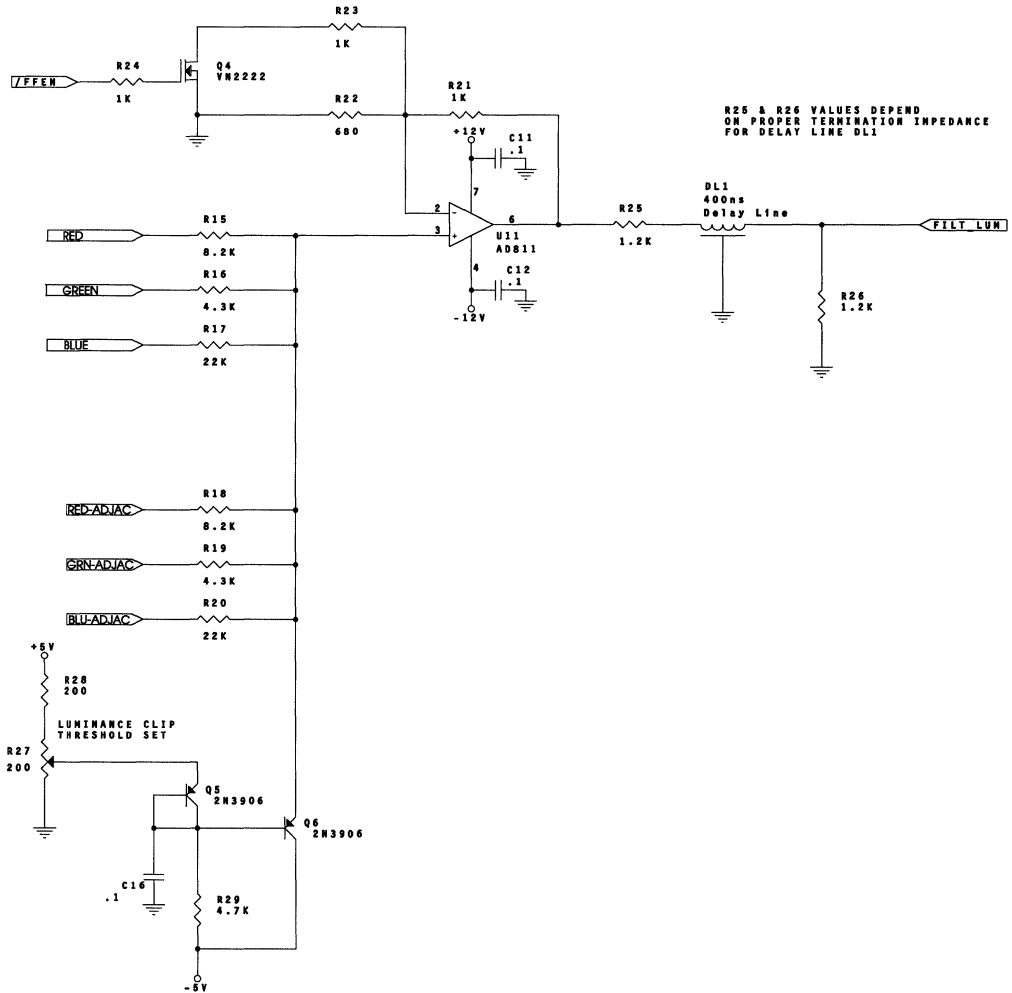 R23
1K
/FFEN
R24
1K
Q4
VN2222
R22
680
R21
1K
+12V
C11
.1
R25 & R26 VALUES DEPEND
ON PROPER TERMINATION IMPEDANCE
FOR DELAY LINE DL1
7
2
-
3
+
6
U11
AD811
4
C12
.1
-12V
R25
1.2K
DL1
400ns
Delay Line
FILT_LUM
R26
1.2K
RED
R15
8.2K
GREEN
R16
4.3K
BLUE
R17
22K
RED-ADJAC
R18
8.2K
GRN-ADJAC
R19
4.3K
BLU-ADJAC
R20
22K
+5V
R28
200
LUMINANCE CLIP
THRESHOLD SET
R27
200
Q5
2N3906
Q6
2N3906
C16
.1
R29
4.7K
-5V